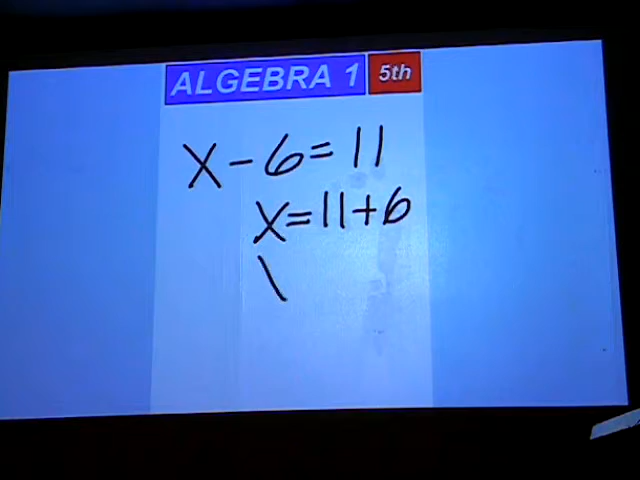 ALGEBRA 1 5th
X - 6 = 11
X = 11 + 6
\